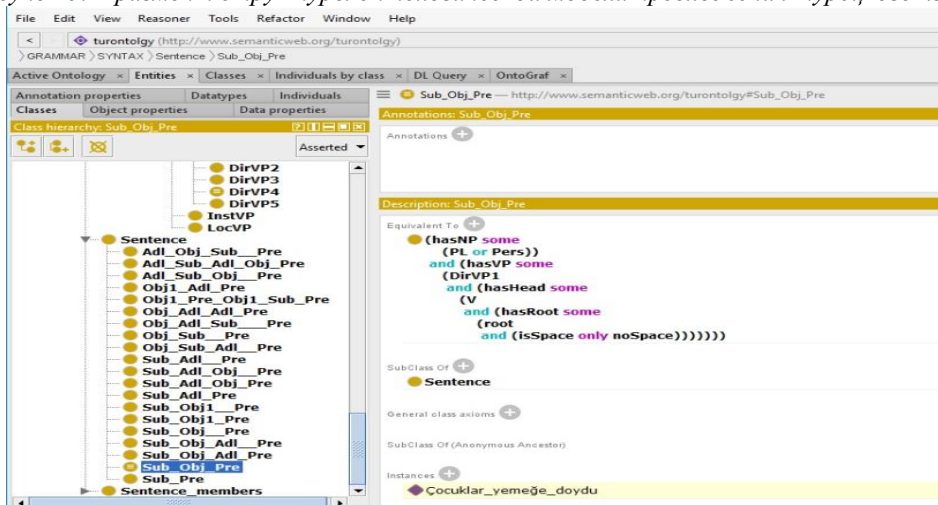 File Edit View Reasoner Tools Refactor Window Help
< turontolgy (http://www.semanticweb.org/turontolgy)
GRAMMAR SYNTAX Sentence Sub_Obj_Pre
Active Ontology × Entities × Classes × Individuals by class × DL Query × OntoGraf ×
Annotation properties Datatypes Individuals
Classes Object properties Data properties
Class hierarchy: Sub_Obj_Pre
Asserted
DirVP2
DirVP3
DirVP4
DirVP5
InstVP
LocVP
Sentence
Adl_Obj_Sub__Pre
Adl_Sub_Adl_Obj_Pre
Adl_Sub_Obj__Pre
Obj1_Adl_Pre
Obj1_Pre_Obj1_Sub_Pre
Obj_Adl_Adl_Pre
Obj_Adl_Sub___Pre
Obj_Sub__Pre
Obj_Sub_Adl__Pre
Sub_Adl__Pre
Sub_Adl_Obj__Pre
Sub_Adl_Obj_Pre
Sub_Adl_Pre
Sub_Obj1__Pre
Sub_Obj1_Pre
Sub_Obj__Pre
Sub_Obj_Adl__Pre
Sub_Obj_Adl_Pre
Sub_Obj_Pre
Sub_Pre
Sentence_members
Sub_Obj_Pre — http://www.semanticweb.org/turontolgy#Sub_Obj_Pre
Annotations: Sub_Obj_Pre
Annotations
Description: Sub_Obj_Pre
Equivalent To
(hasNP some
(PL or Pers))
and (hasVP some
(DirVP1
and (hasHead some
(V
and (hasRoot some
(root
and (isSpace only noSpace)))))))
SubClass Of
Sentence
General class axioms
SubClass Of (Anonymous Ancestor)
Instances
Çocuklar_yemeğe_doydu